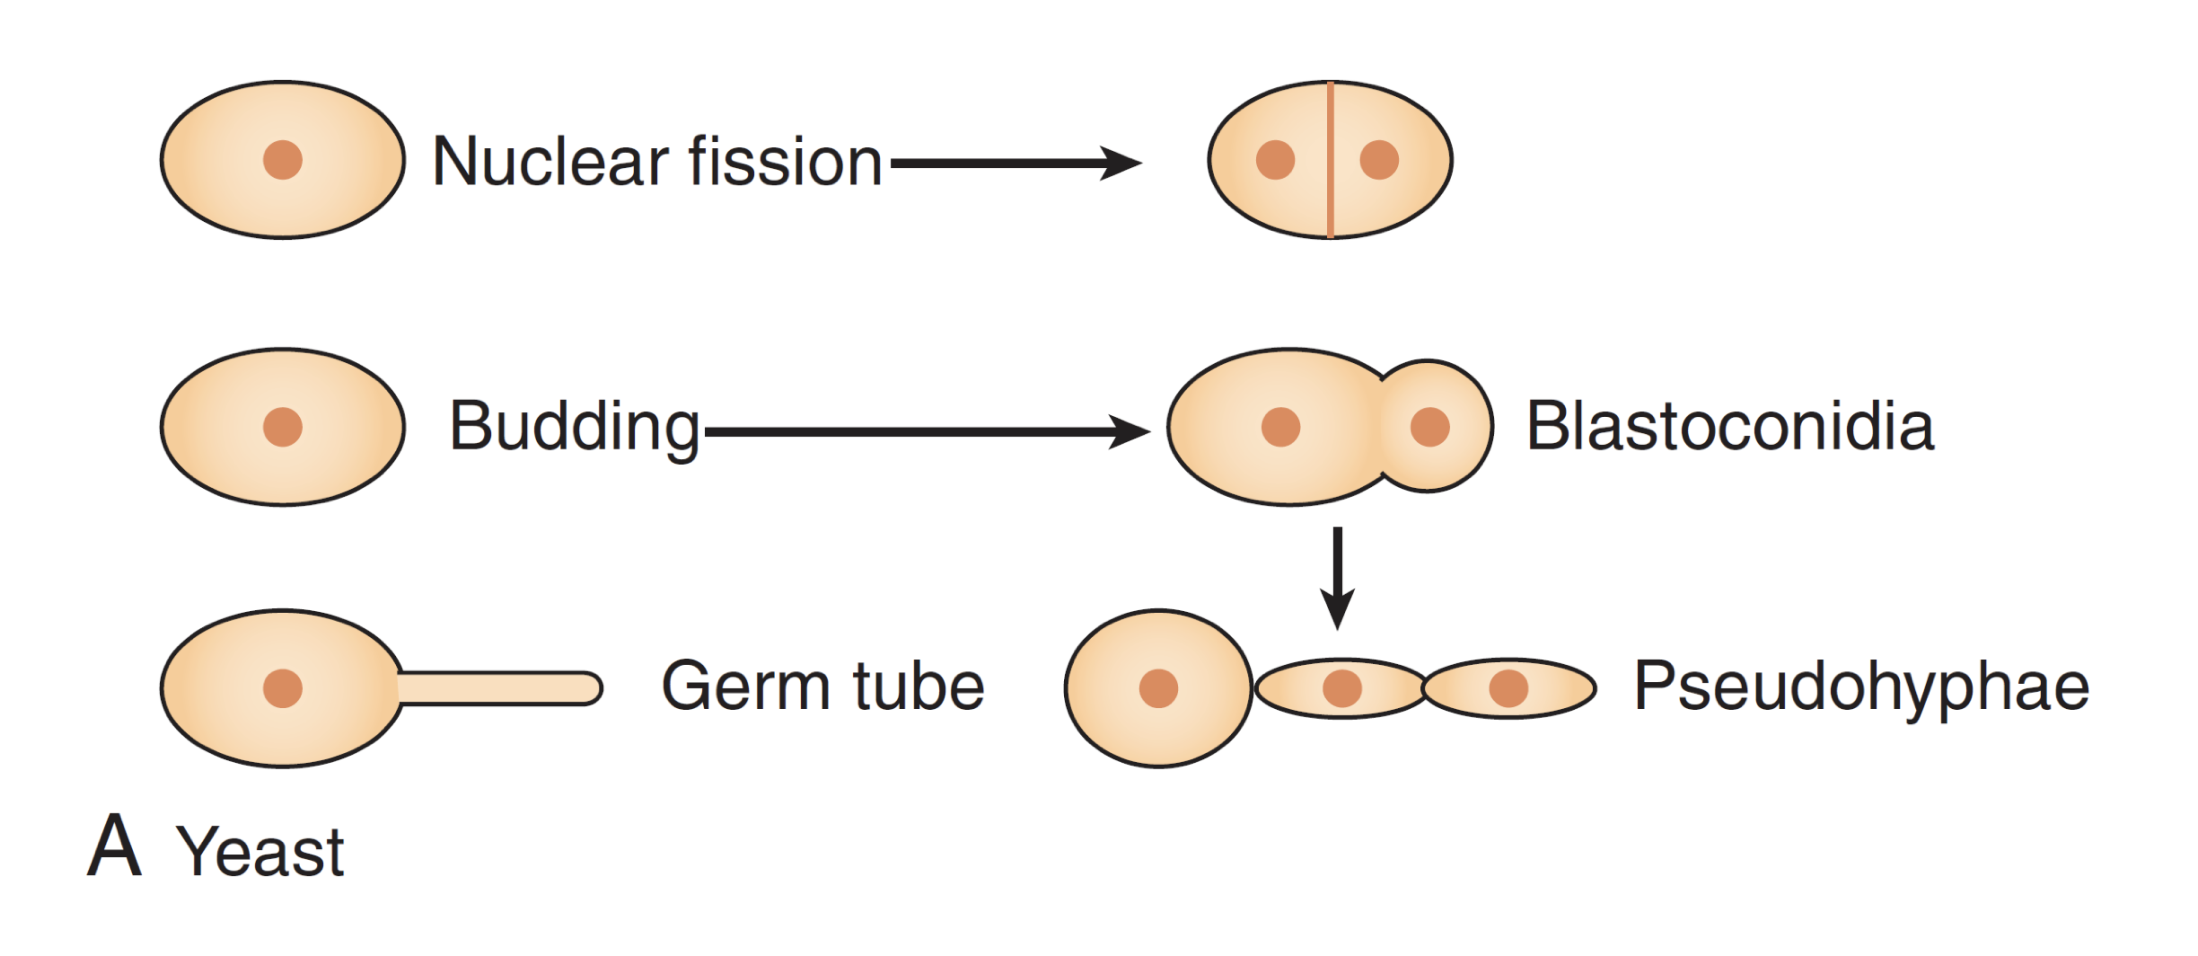 Nuclear fission
Budding
Blastoconidia
Germ tube
Pseudohyphae
A Yeast